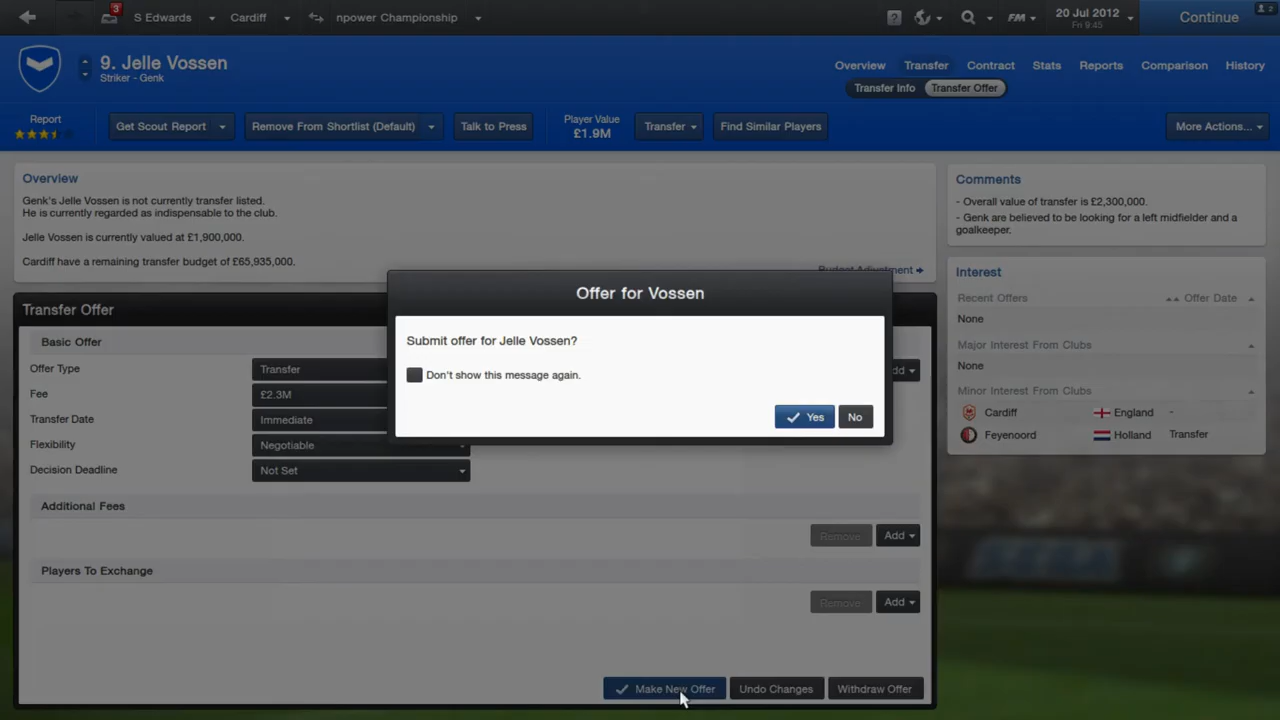 3
S Edwards
Cardiff
npower Championship
?
FM
20 Jul 2012
Fri 9:45
Continue
2
9. Jelle Vossen
Striker - Genk
Overview
Transfer
Contract
Stats
Reports
Comparison
History
Transfer Info
Transfer Offer
Report
Get Scout Report
Remove From Shortlist (Default)
Talk to Press
Player Value
£1.9M
Transfer
Find Similar Players
More Actions...
Overview
Genk's Jelle Vossen is not currently transfer listed.
He is currently regarded as indispensable to the club.
Jelle Vossen is currently valued at £1,900,000.
Cardiff have a remaining transfer budget of £65,935,000.
Budget Adjustment
Comments
- Overall value of transfer is £2,300,000.
- Genk are believed to be looking for a left midfielder and a
goalkeeper.
Interest
Recent Offers Offer Date
None
Major Interest From Clubs
None
Minor Interest From Clubs
Cardiff England -
Feyenoord Holland Transfer
Transfer Offer
Basic Offer
Offer Type Transfer
Fee £2.3M
Transfer Date Immediate
Flexibility Negotiable
Decision Deadline Not Set
Additional Fees
Remove Add
Players To Exchange
Remove Add
Make New Offer
Undo Changes
Withdraw Offer
Offer for Vossen
Submit offer for Jelle Vossen?
Don't show this message again.
Yes
No